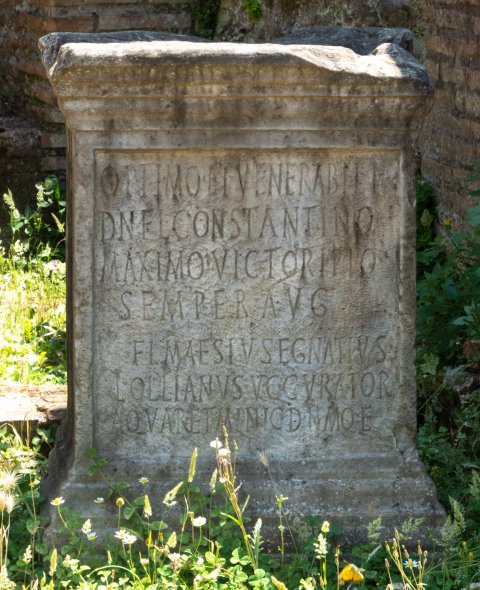 OPTIMO ET VENERABILI
DN FL CONSTANTINO
MAXIMO VICTORI PIO
SEMPER AVG
FL MAESIVS EGNATIVS
LOLLIANVS VC CVRATOR
AQVAR ET MINIC DNMQE